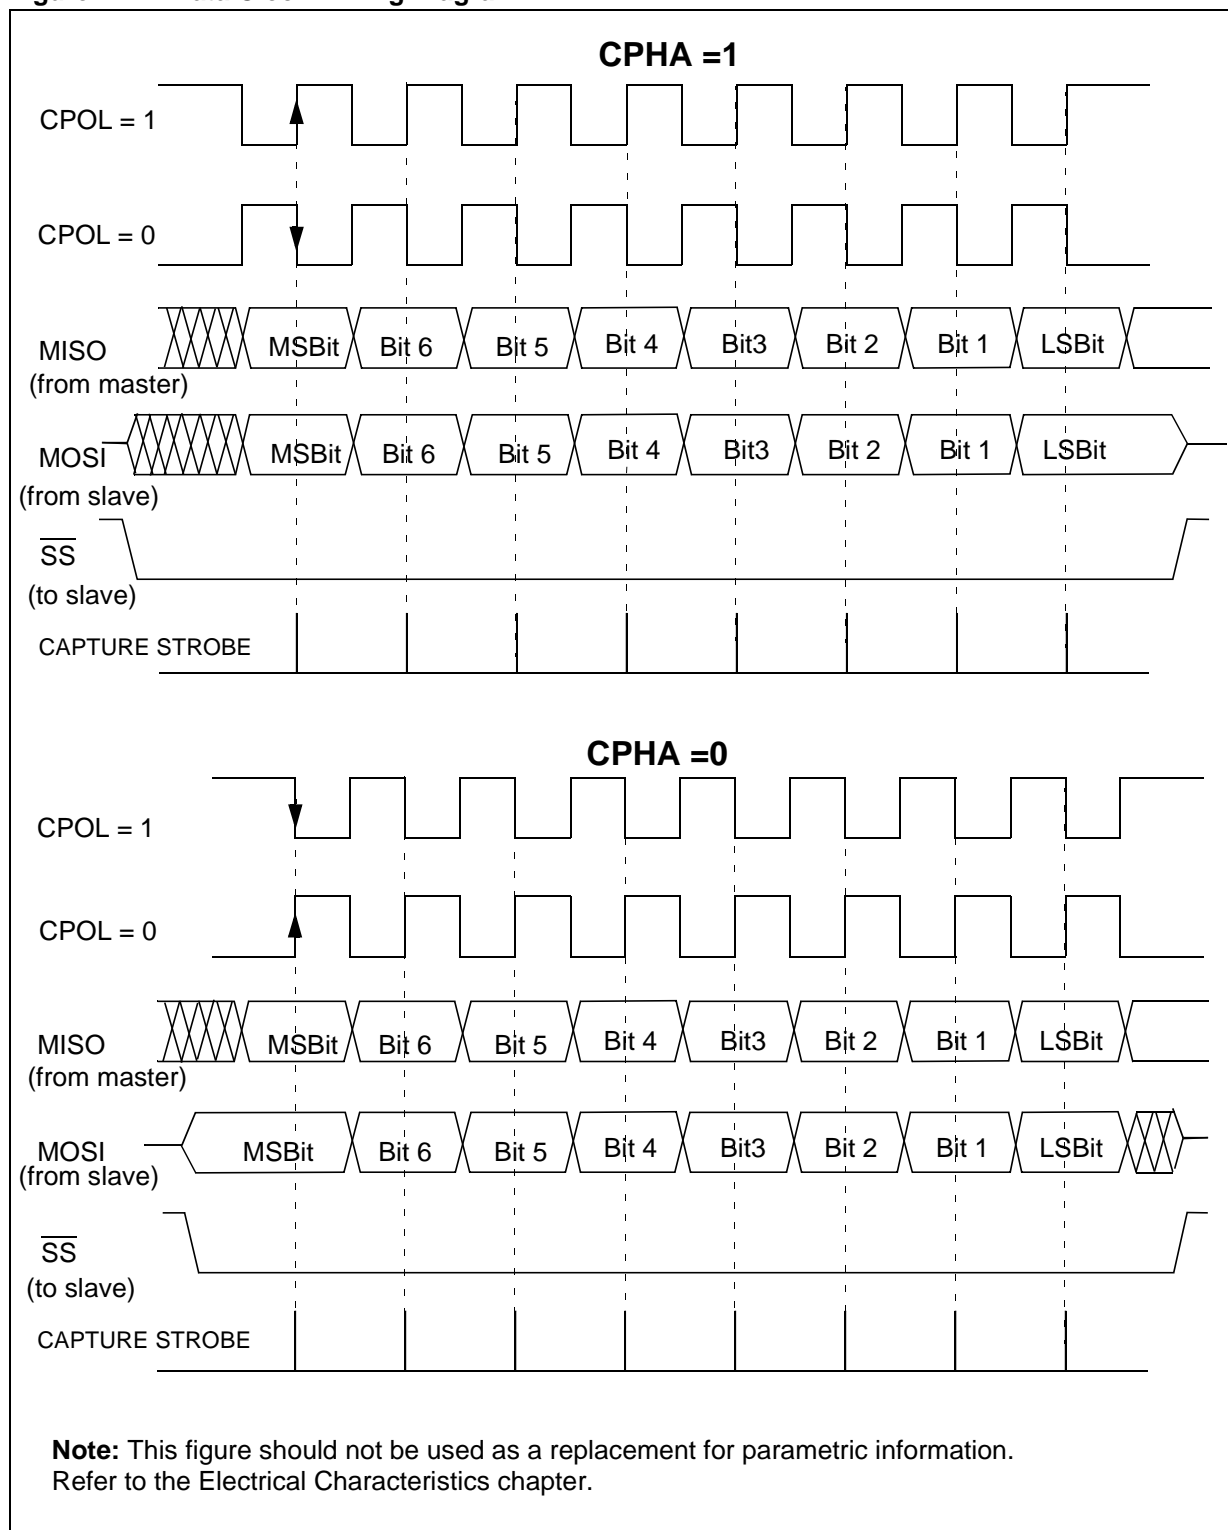 CPHA =1
CPOL = 1
CPOL = 0
MISO
(from master)
MSBit Bit 6 Bit 5 Bit 4 Bit3 Bit 2 Bit 1 LSBit
MOSI
(from slave)
MSBit Bit 6 Bit 5 Bit 4 Bit3 Bit 2 Bit 1 LSBit
SS
(to slave)
CAPTURE STROBE
CPHA =0
CPOL = 1
CPOL = 0
MISO
(from master)
MSBit Bit 6 Bit 5 Bit 4 Bit3 Bit 2 Bit 1 LSBit
MOSI
(from slave)
MSBit Bit 6 Bit 5 Bit 4 Bit3 Bit 2 Bit 1 LSBit
SS
(to slave)
CAPTURE STROBE
Note: This figure should not be used as a replacement for parametric information.
Refer to the Electrical Characteristics chapter.